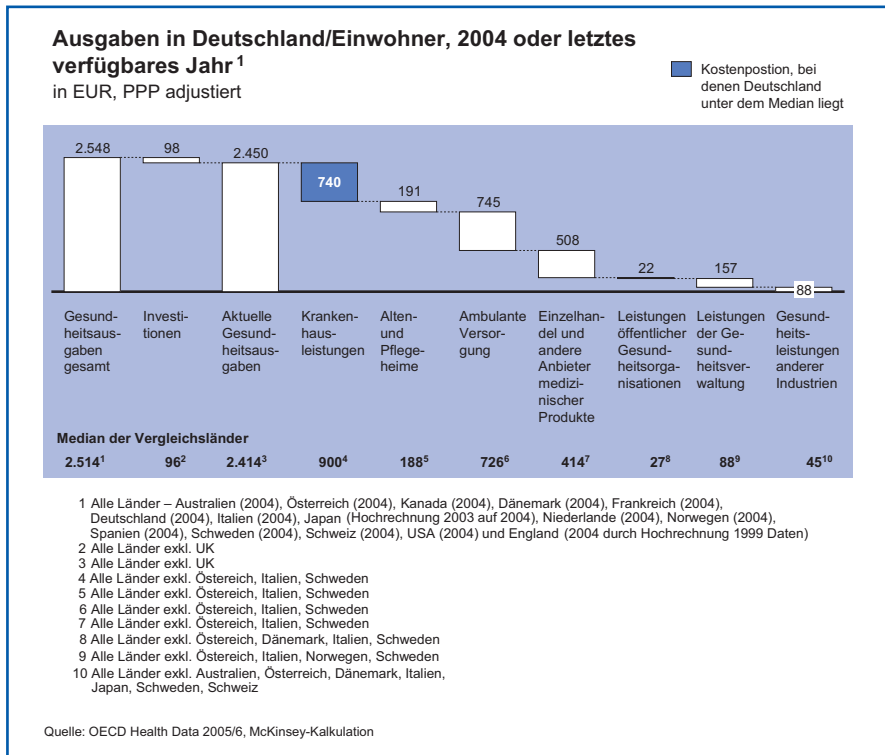 Ausgaben in Deutschland/Einwohner, 2004 oder letztes
verfügbares Jahr 1
in EUR, PPP adjustiert
Kostenpostion, bei
denen Deutschland
unter dem Median liegt
2.548
98
2.450
740
191
745
508
22
157
88
Gesund-
heitsaus-
gaben
gesamt
Investi-
tionen
Aktuelle
Gesund-
heitsaus-
gaben
Kranken-
haus-
leistungen
Alten-
und
Pflege-
heime
Ambulante
Versor-
gung
Einzelhan-
del und
andere
Anbieter
medizi-
nischer
Produkte
Leistungen
öffentlicher
Gesund-
heitsorga-
nisationen
Leistungen
der Ge-
sund-
heitsver-
waltung
Gesund-
heits-
leistungen
anderer
Industrien
Median der Vergleichsländer
2.514¹ 96² 2.414³ 900⁴ 188⁵ 726⁶ 414⁷ 27⁸ 88⁹ 45¹⁰
1 Alle Länder – Australien (2004), Österreich (2004), Kanada (2004), Dänemark (2004), Frankreich (2004),
Deutschland (2004), Italien (2004), Japan (Hochrechnung 2003 auf 2004), Niederlande (2004), Norwegen (2004),
Spanien (2004), Schweden (2004), Schweiz (2004), USA (2004) und England (2004 durch Hochrechnung 1999 Daten)
2 Alle Länder exkl. UK
3 Alle Länder exkl. UK
4 Alle Länder exkl. Östereich, Italien, Schweden
5 Alle Länder exkl. Östereich, Italien, Schweden
6 Alle Länder exkl. Östereich, Italien, Schweden
7 Alle Länder exkl. Östereich, Italien, Schweden
8 Alle Länder exkl. Östereich, Dänemark, Italien, Schweden
9 Alle Länder exkl. Östereich, Italien, Norwegen, Schweden
10 Alle Länder exkl. Australien, Österreich, Dänemark, Italien,
Japan, Schweden, Schweiz
Quelle: OECD Health Data 2005/6, McKinsey-Kalkulation